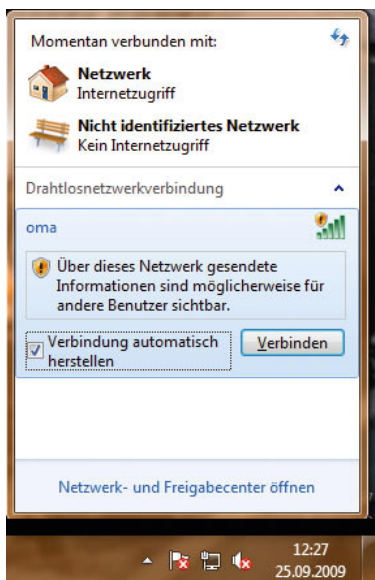 Momentan verbunden mit:
Netzwerk
Internetzugriff
Nicht identifiziertes Netzwerk
Kein Internetzugriff
Drahtlosnetzwerkverbindung
oma
Über dieses Netzwerk gesendete
Informationen sind möglicherweise für
andere Benutzer sichtbar.
Verbindung automatisch
herstellen
Verbinden
Netzwerk- und Freigabecenter öffnen
12:27
25.09.2009